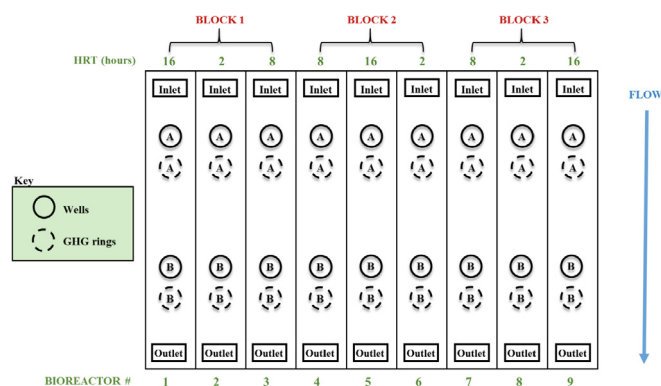 BLOCK 1 BLOCK 2 BLOCK 3
HRT (hours) 16 2 8 8 16 2 8 2 16
Inlet Inlet Inlet Inlet Inlet Inlet Inlet Inlet Inlet
FLOW
A A A A A A A A A
A A A A A A A A A
Key
Wells
GHG rings
B B B B B B B B B
B B B B B B B B B
Outlet Outlet Outlet Outlet Outlet Outlet Outlet Outlet Outlet
BIOREACTOR # 1 2 3 4 5 6 7 8 9